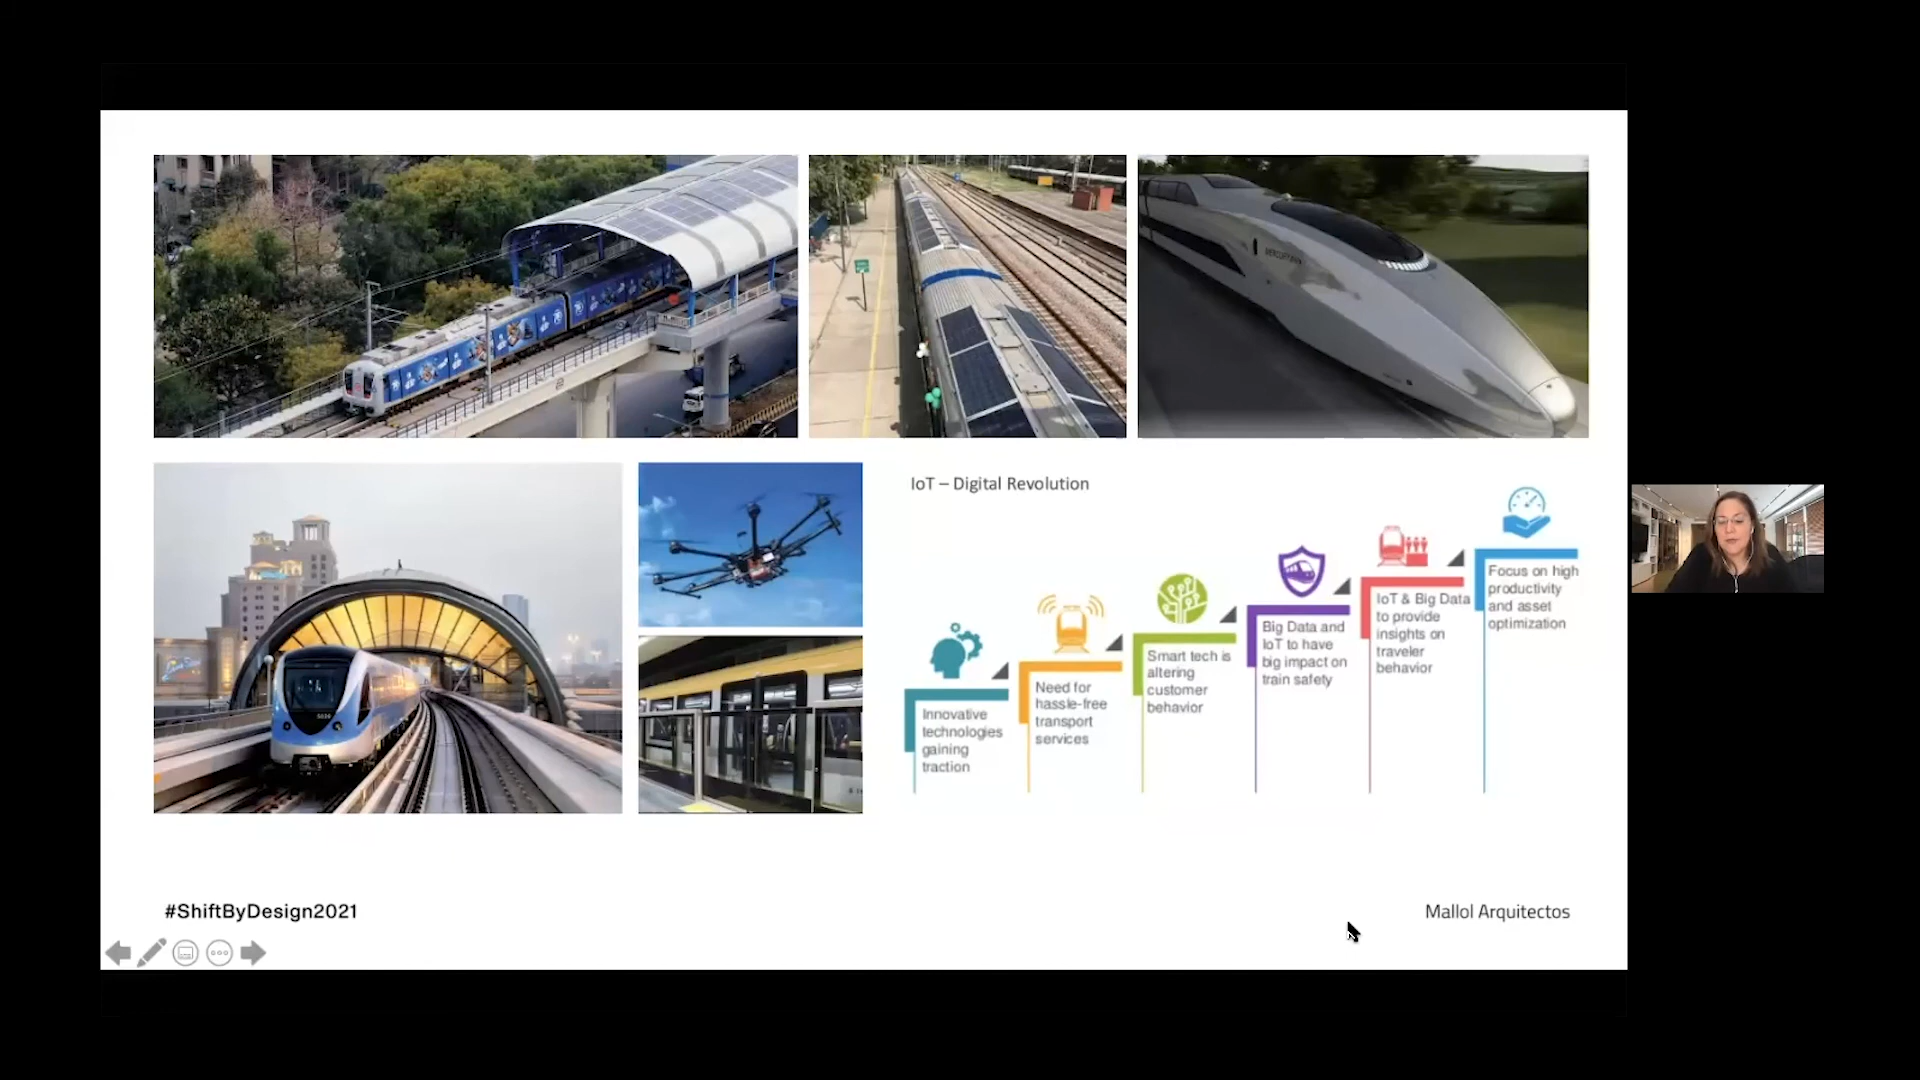 IoT – Digital Revolution
Innovative
technologies
gaining
traction
Need for
hassle-free
transport
services
Smart tech is
altering
customer
behavior
Big Data and
IoT to have
big impact on
train safety
IoT & Big Data
to provide
insights on
traveler
behavior
Focus on high
productivity
and asset
optimization
#ShiftByDesign2021
Mallol Arquitectos